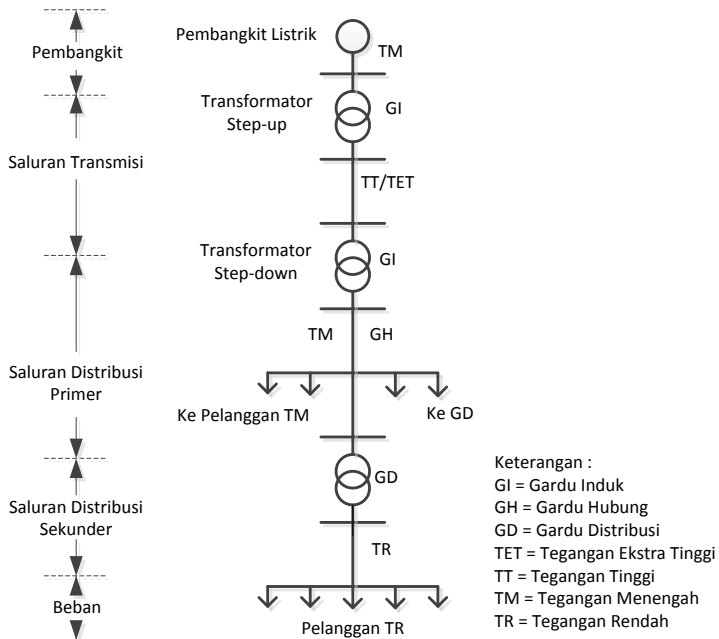 Pembangkit Listrik
TM
Pembangkit
Transformator
Step-up
GI
Saluran Transmisi
TT/TET
Transformator
Step-down
GI
TM
GH
Saluran Distribusi
Primer
Ke Pelanggan TM
Ke GD
GD
Saluran Distribusi
Sekunder
TR
Beban
Pelanggan TR
Keterangan :
GI = Gardu Induk
GH = Gardu Hubung
GD = Gardu Distribusi
TET = Tegangan Ekstra Tinggi
TT = Tegangan Tinggi
TM = Tegangan Menengah
TR = Tegangan Rendah